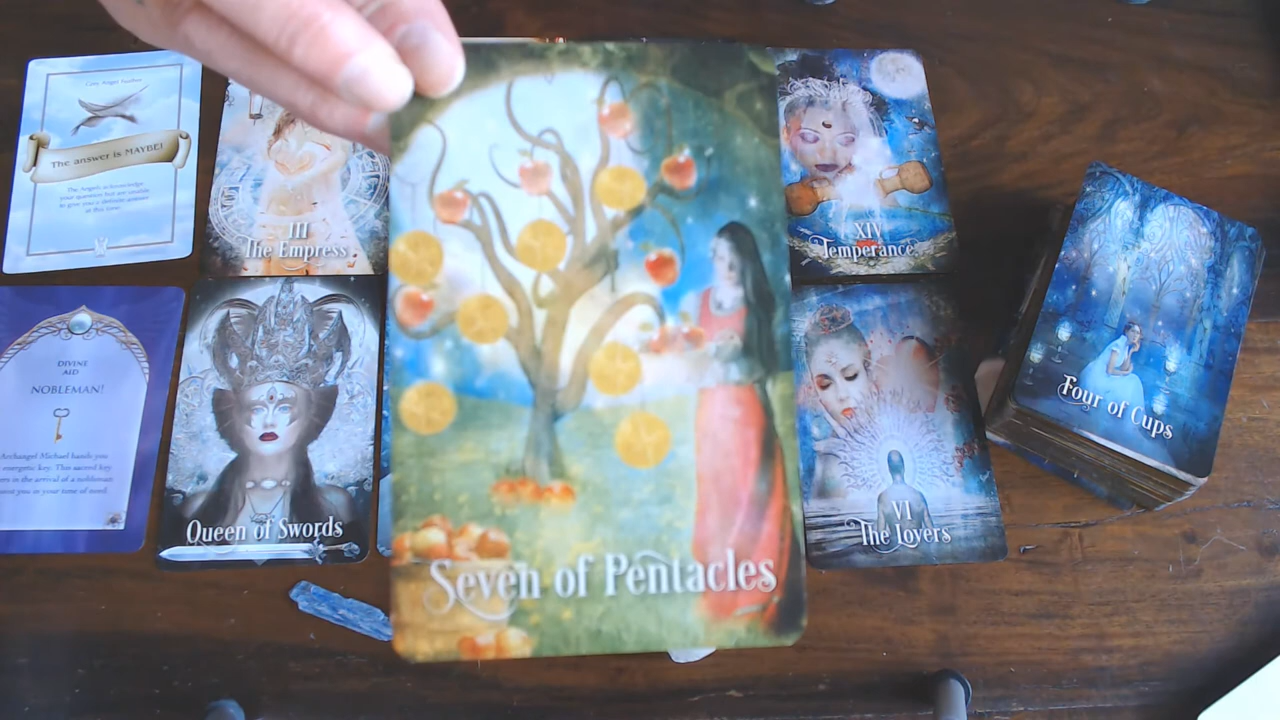 The answer is MAYBE!
The Angels acknowledge
your question but are unable
to give you a definite answer
at this time.
III
The Empress
XIV
Temperance
DIVINE
AID
NOBLEMAN!
Archangel Michael hands you
energetic key. This sacred key
in the arrival of a nobleman
sent you in your time of need.
Queen of Swords
Seven of Pentacles
VI
The Lovers
Four of Cups